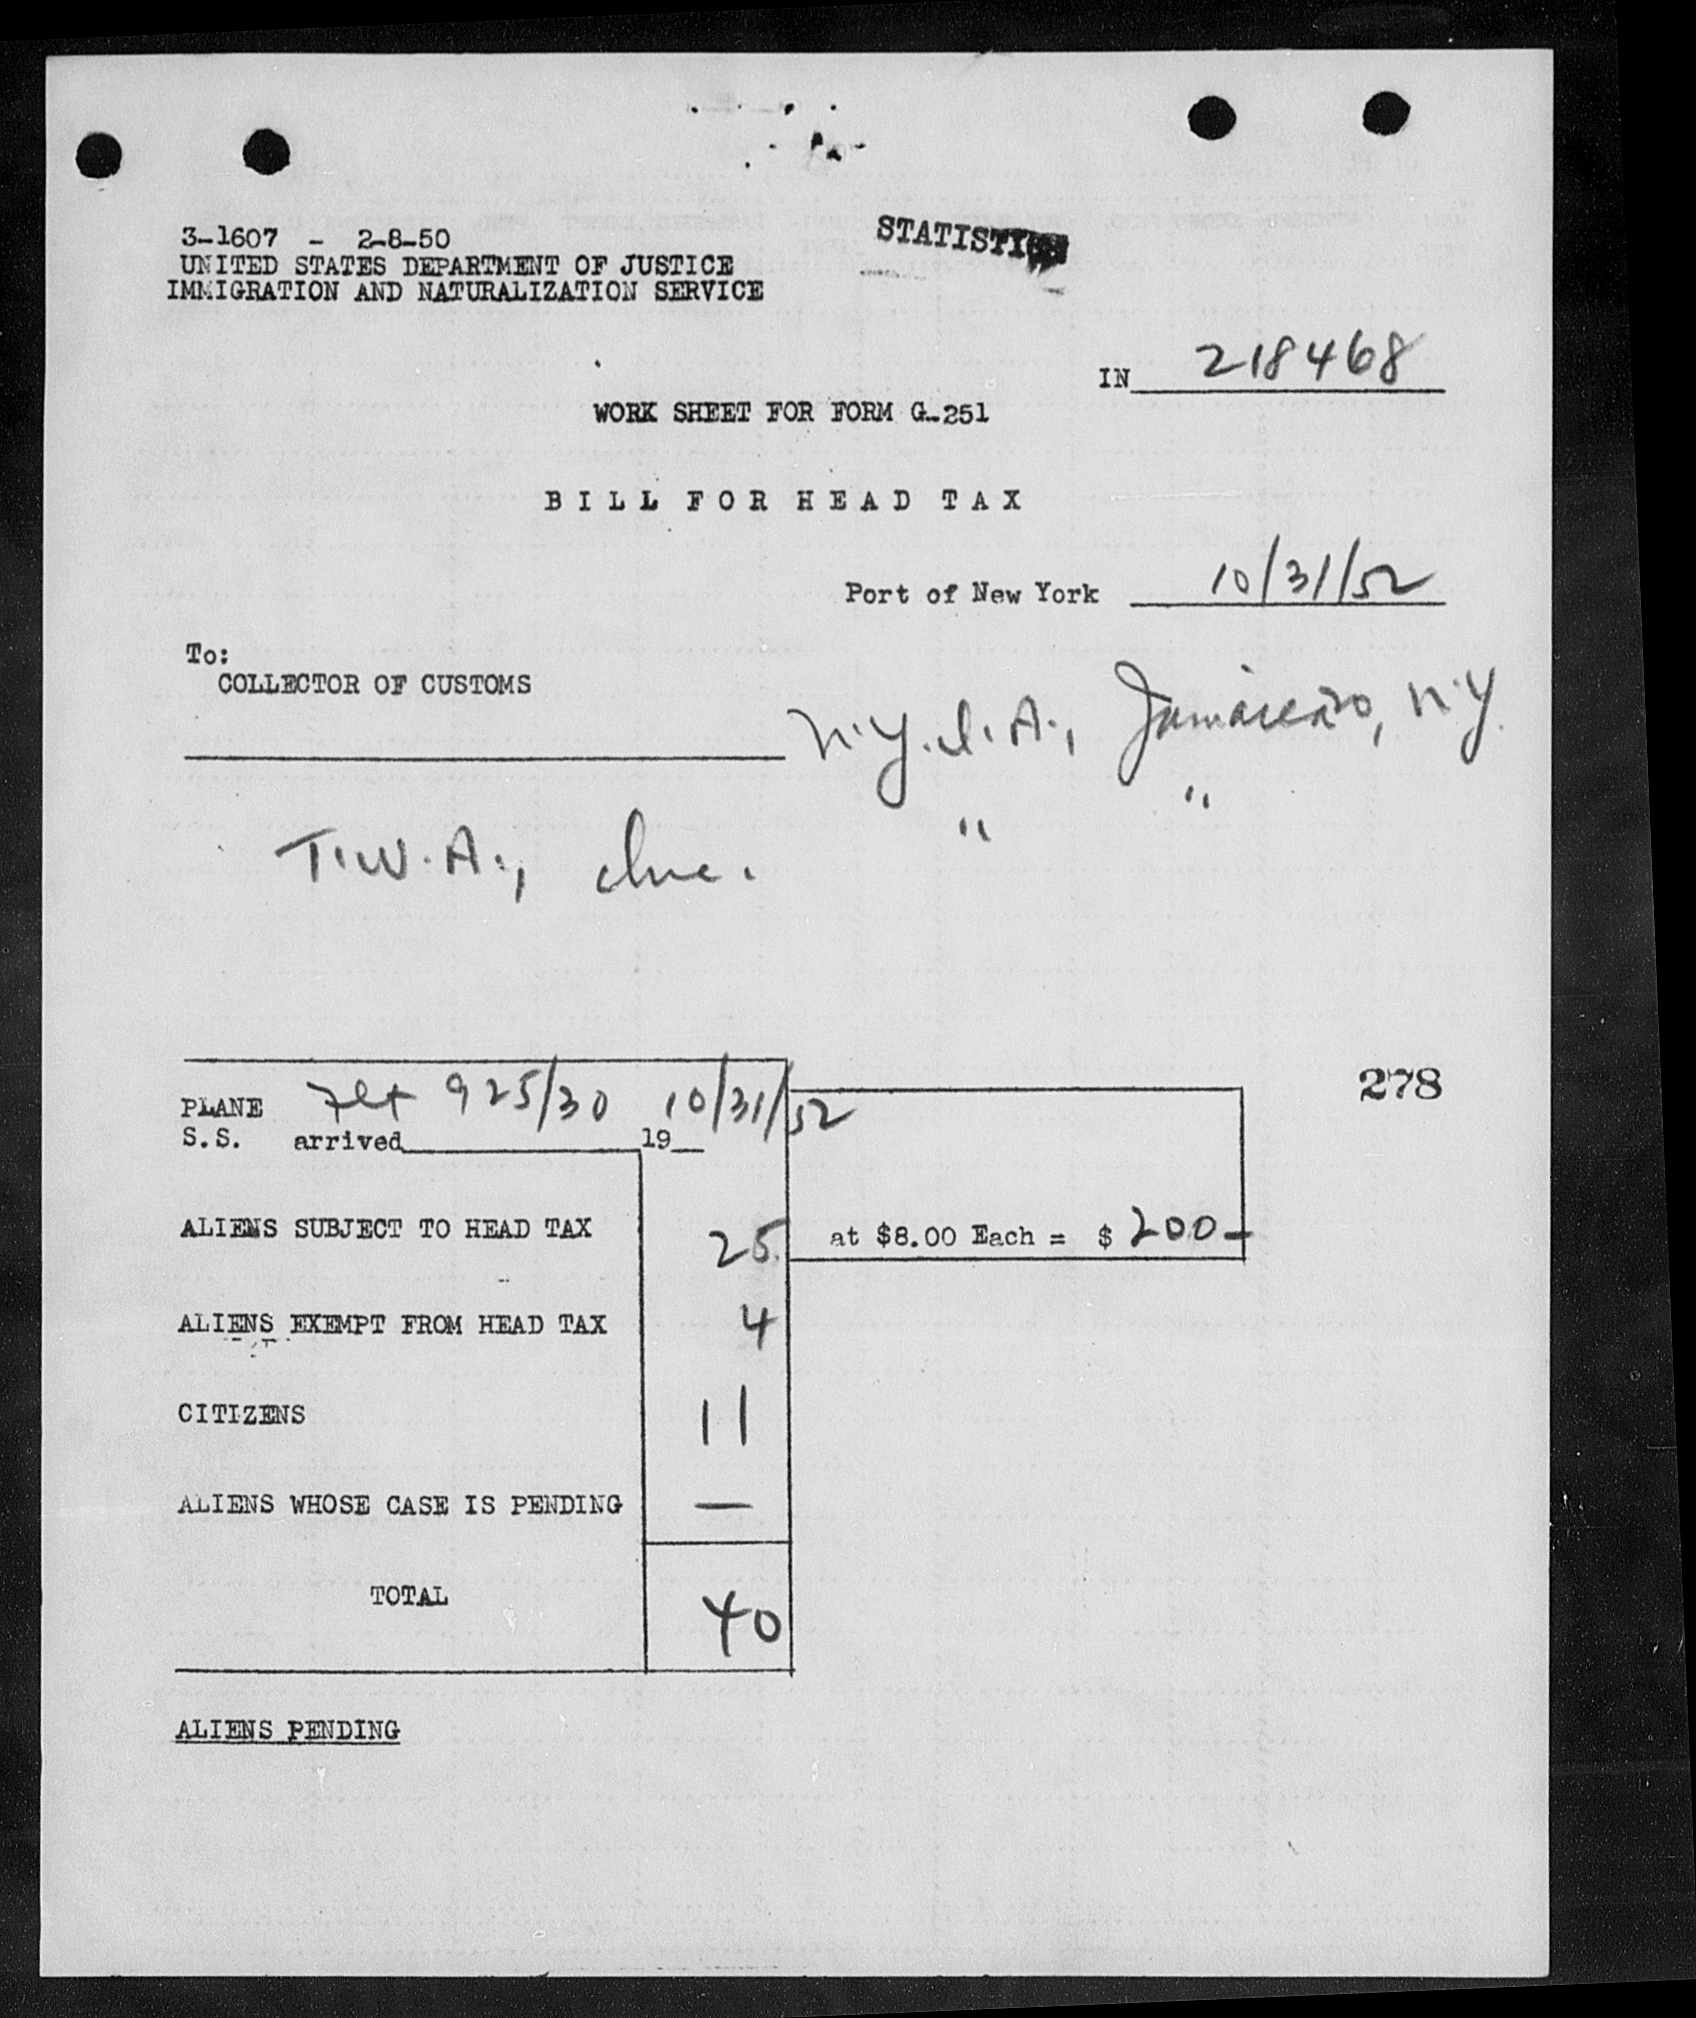 STATISTICS
3-1607 - 2-8-50
UNITED STATES DEPARTMENT OF JUSTICE
IMMIGRATION AND NATURALIZATION SERVICE
IN 218468
WORK SHEET FOR FORM G-251
BILL FOR HEAD TAX
Port of New York 10/31/52
To:
COLLECTOR OF CUSTOMS
N.Y.I.A., Jamaica 30, N.Y.
" "
T.W.A., Inc.
278
PLANE Flt 925/30 10/31/52
S.S. arrived 19
ALIENS SUBJECT TO HEAD TAX 25 at $8.00 Each = $ 200-
ALIENS EXEMPT FROM HEAD TAX 4
CITIZENS 11
ALIENS WHOSE CASE IS PENDING —
TOTAL 40
ALIENS PENDING